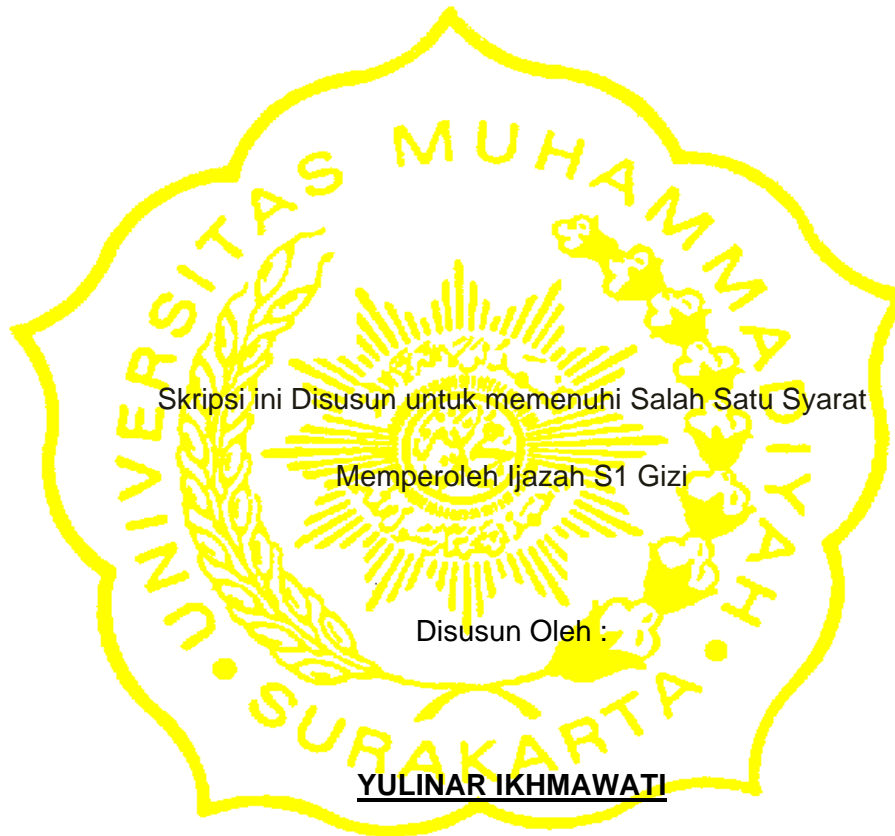 UNIVERSITAS MUHAMMADIYAH
Skripsi ini Disusun untuk memenuhi Salah Satu Syarat
Memperoleh Ijazah S1 Gizi
Disusun Oleh :
SURAKARTA
YULINAR IKHMAWATI